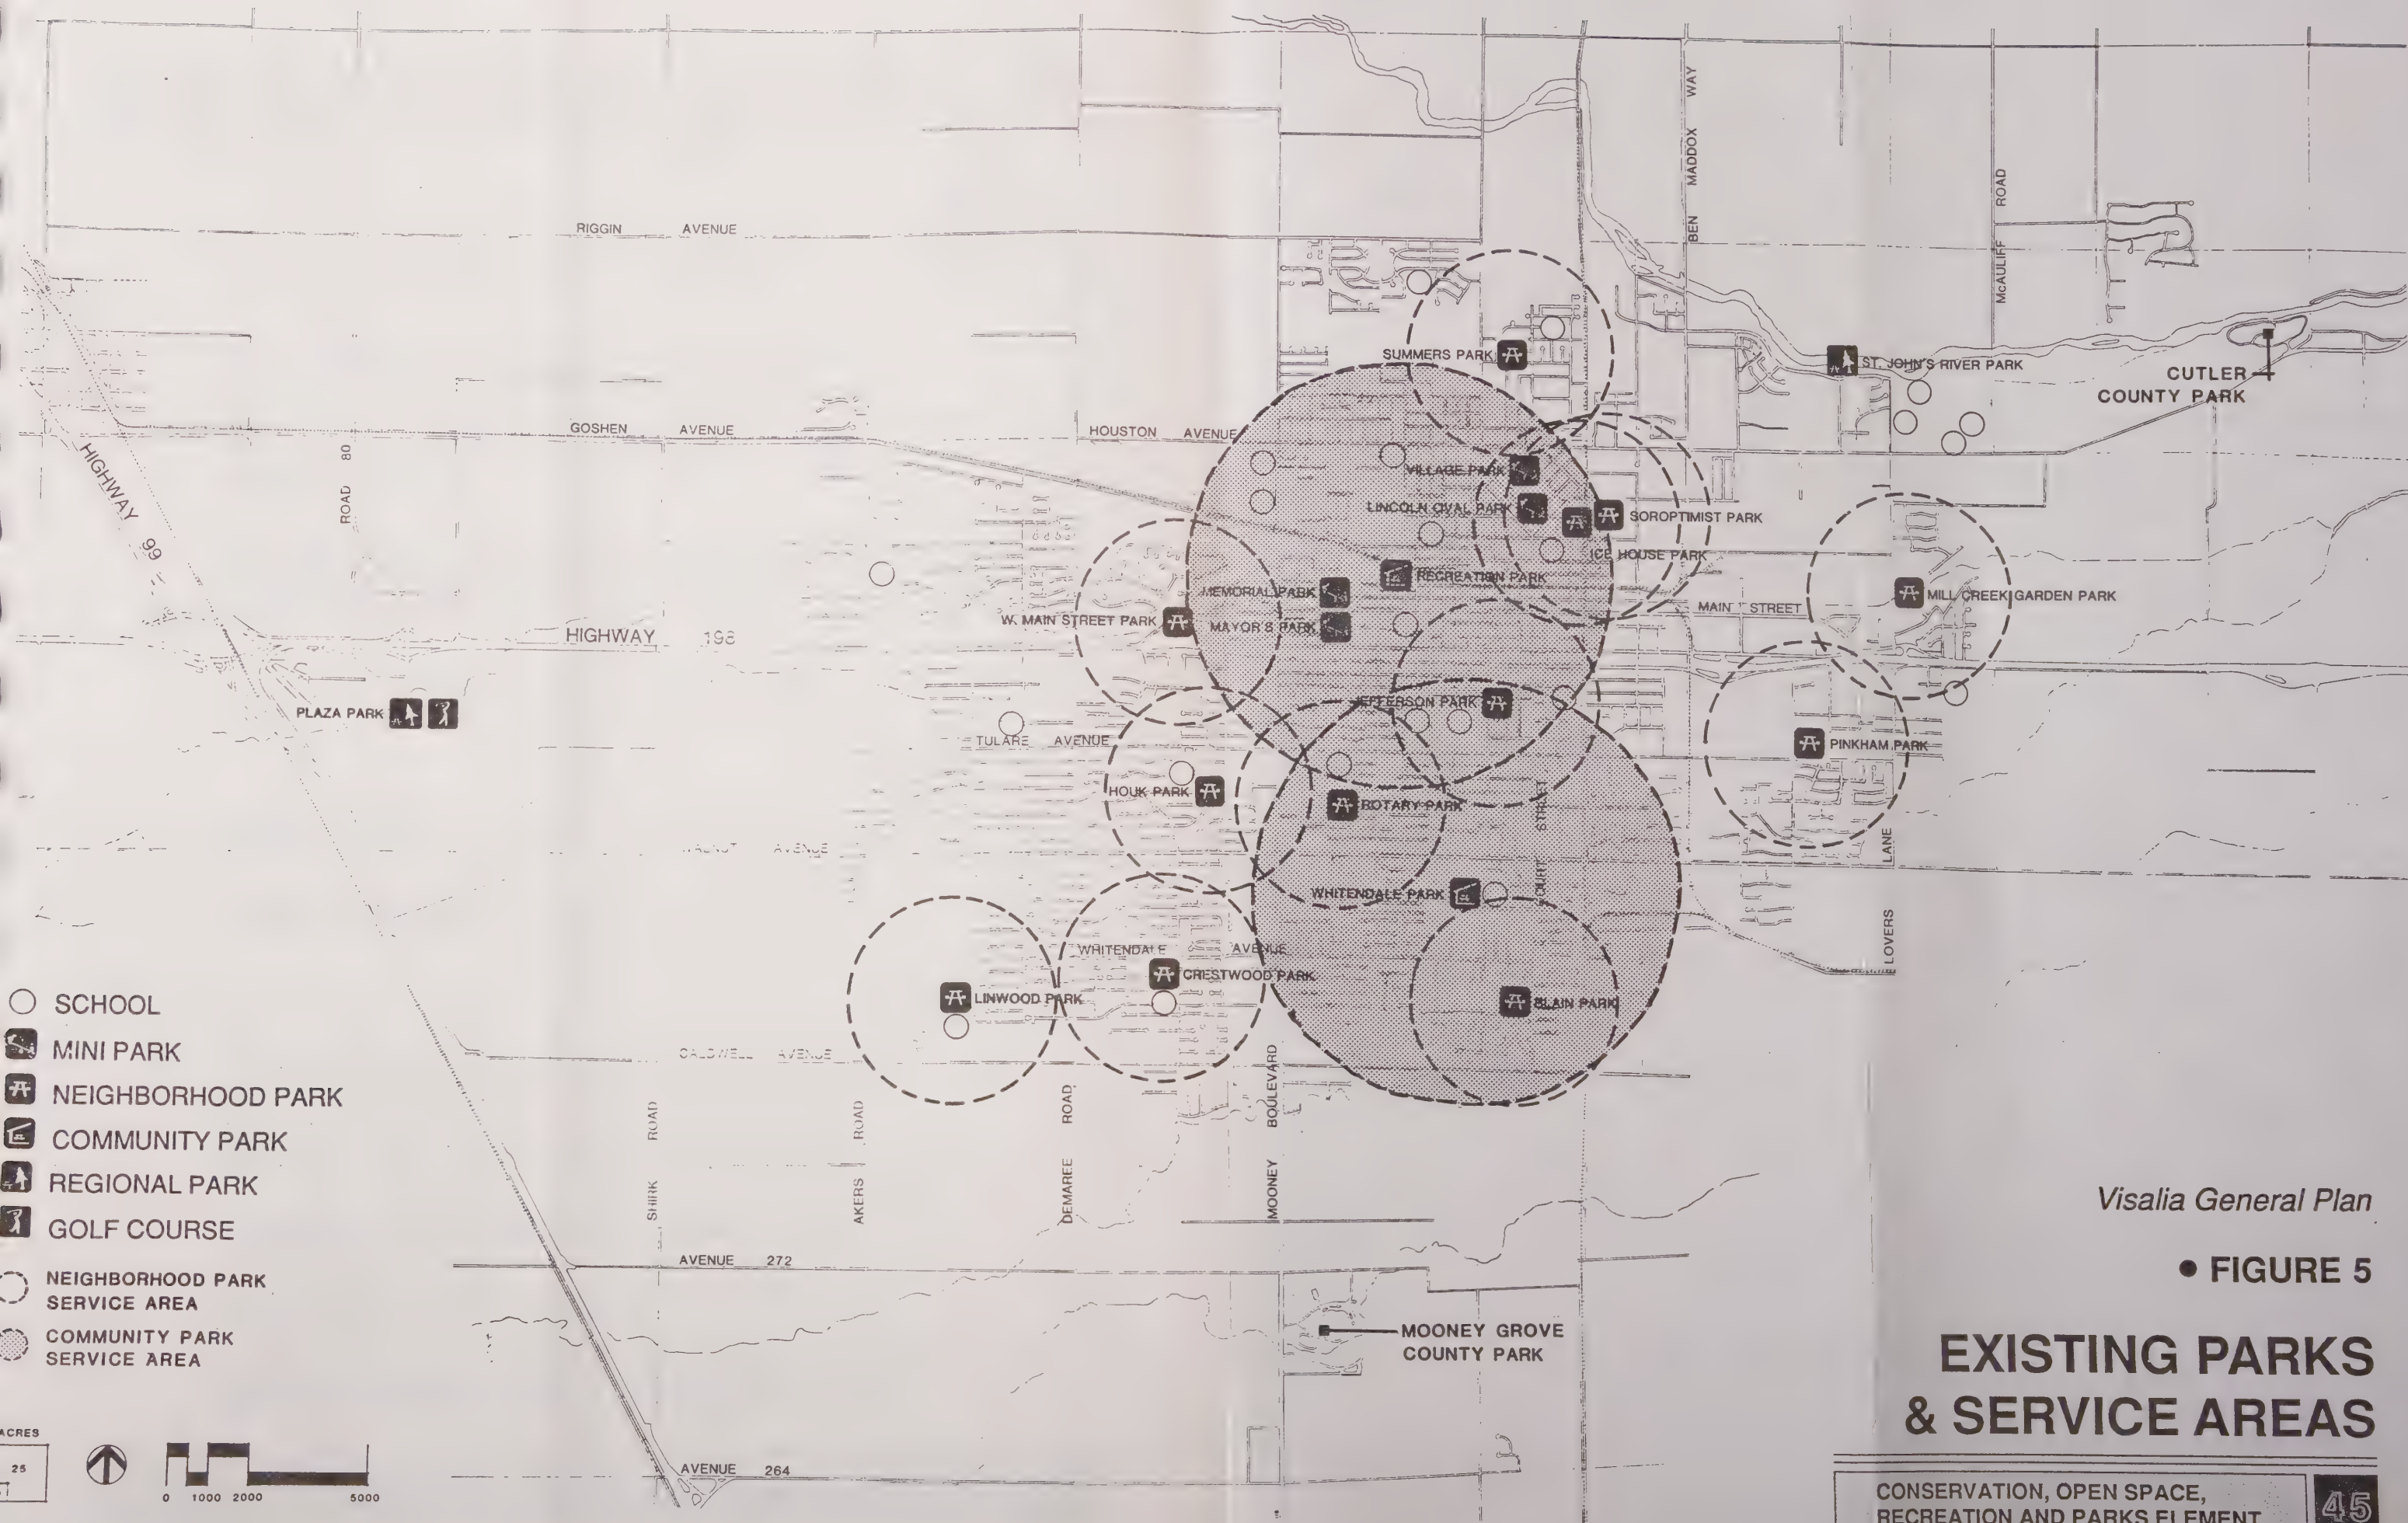 BEN MADDOX WAY
McAULIFF ROAD
RIGGIN AVENUE
SUMMERS PARK
ST. JOHN'S RIVER PARK
CUTLER
COUNTY PARK
GOSHEN AVENUE
HOUSTON AVENUE
HIGHWAY 99
ROAD 80
VILLAGE PARK
LINCOLN OVAL PARK
SOROPTIMIST PARK
ICE HOUSE PARK
RECREATION PARK
MEMORIAL PARK
MAYOR'S PARK
W. MAIN STREET PARK
MAIN STREET
MILL CREEK GARDEN PARK
HIGHWAY 198
PLAZA PARK
JEFFERSON PARK
TULARE AVENUE
PINKHAM PARK
HOUK PARK
ROTARY PARK
COURT STREET
WALNUT AVENUE
LOVERS LANE
WHITENDALE PARK
WHITENDALE AVENUE
CRESTWOOD PARK
LINWOOD PARK
BLAIN PARK
CALDWELL AVENUE
SHIRK ROAD
AKERS ROAD
DEMAREE ROAD
MOONEY BOULEVARD
AVENUE 272
MOONEY GROVE
COUNTY PARK
AVENUE 264
SCHOOL
MINI PARK
NEIGHBORHOOD PARK
COMMUNITY PARK
REGIONAL PARK
GOLF COURSE
NEIGHBORHOOD PARK
SERVICE AREA
COMMUNITY PARK
SERVICE AREA
ACRES
25
0 1000 2000 5000
Visalia General Plan
• FIGURE 5
EXISTING PARKS
& SERVICE AREAS
CONSERVATION, OPEN SPACE,
RECREATION AND PARKS ELEMENT
45